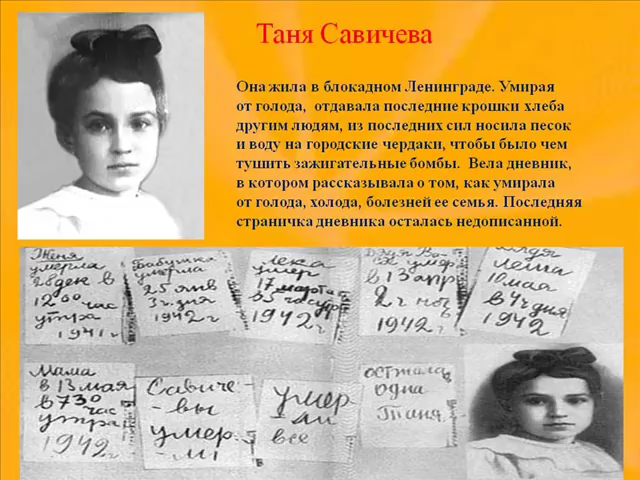 Таня Савичева
Она жила в блокадном Ленинграде. Умирая
от голода, отдавала последние крошки хлеба
другим людям, из последних сил носила песок
и воду на городские чердаки, чтобы было чем
тушить зажигательные бомбы. Вела дневник,
в котором рассказывала о том, как умирала
от голода, холода, болезней ее семья. Последняя
страничка дневника осталась недописанной.
Женя
умерла
28 дек в
12 00 час
утра
1941 г
Бабушка
умерла
25 янв
3 ч. дня
1942 г
Лека
умер
17 марта
в 5 час утр
1942 г
умер
в 13 апр
2 ч ноч
1942 г
Леша
10 мая
в 4 ч дня
1942
Мама
в 13 мая
в 7 30
час
утра
1942 г
Савиче-
-вы
умер-
-ли
умер
ли
все
осталась
одна
Таня